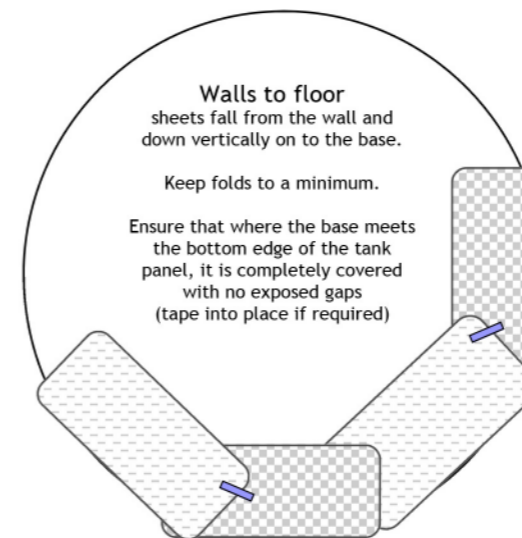 Walls to floor
sheets fall from the wall and
down vertically on to the base.
Keep folds to a minimum.
Ensure that where the base meets
the bottom edge of the tank
panel, it is completely covered
with no exposed gaps
(tape into place if required)